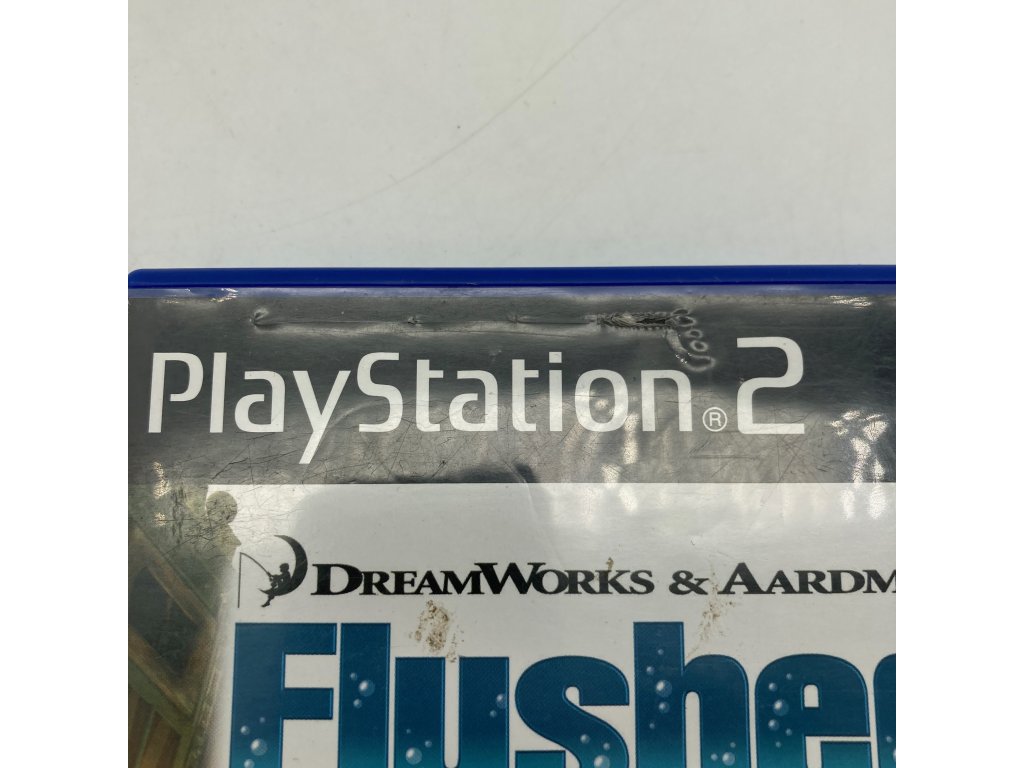 PlayStation®2
DREAMWORKS & AARDM
Flushe